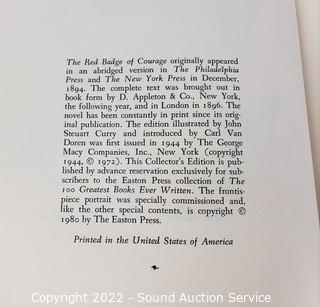 The Red Badge of Courage originally appeared
in an abridged version in The Philadelphia
Press and The New York Press in December,
1894. The complete text was brought out in
book form by D. Appleton & Co., New York,
the following year, and in London in 1896. The
novel has been constantly in print since its orig-
inal publication. The edition illustrated by John
Steuart Curry and introduced by Carl Van
Doren was first issued in 1944 by The George
Macy Companies, Inc., New York (copyright
1944, © 1972). This Collector's Edition is pub-
lished by advance reservation exclusively for sub-
scribers to the Easton Press collection of The
100 Greatest Books Ever Written. The frontis-
piece portrait was specially commissioned and,
like the other special contents, is copyright ©
1980 by The Easton Press.
Printed in the United States of America
Copyright 2022 - Sound Auction Service